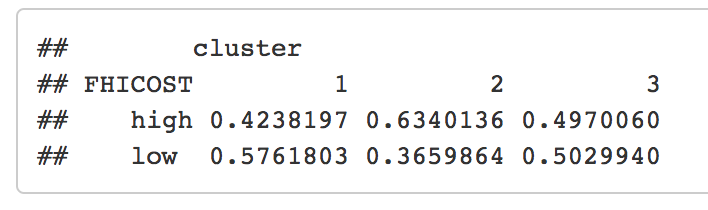 ##         cluster
## FHICOST         1         2         3
##    high 0.4238197 0.6340136 0.4970060
##    low  0.5761803 0.3659864 0.5029940